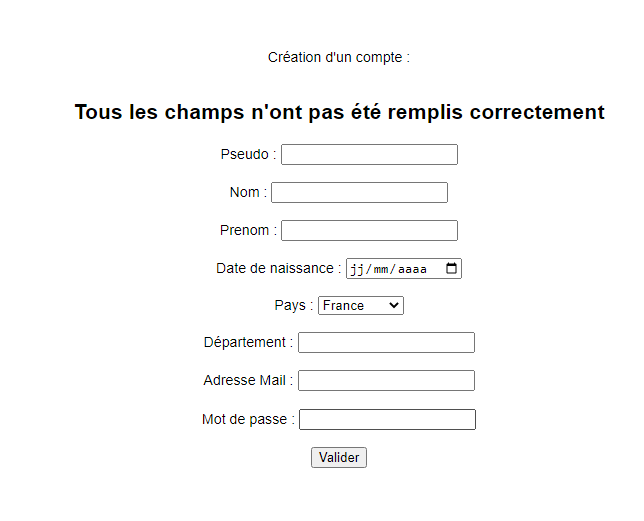 Création d'un compte :
Tous les champs n'ont pas été remplis correctement
Pseudo :
Nom :
Prenom :
Date de naissance : jj/mm/aaaa
Pays : France
Département :
Adresse Mail :
Mot de passe :
Valider